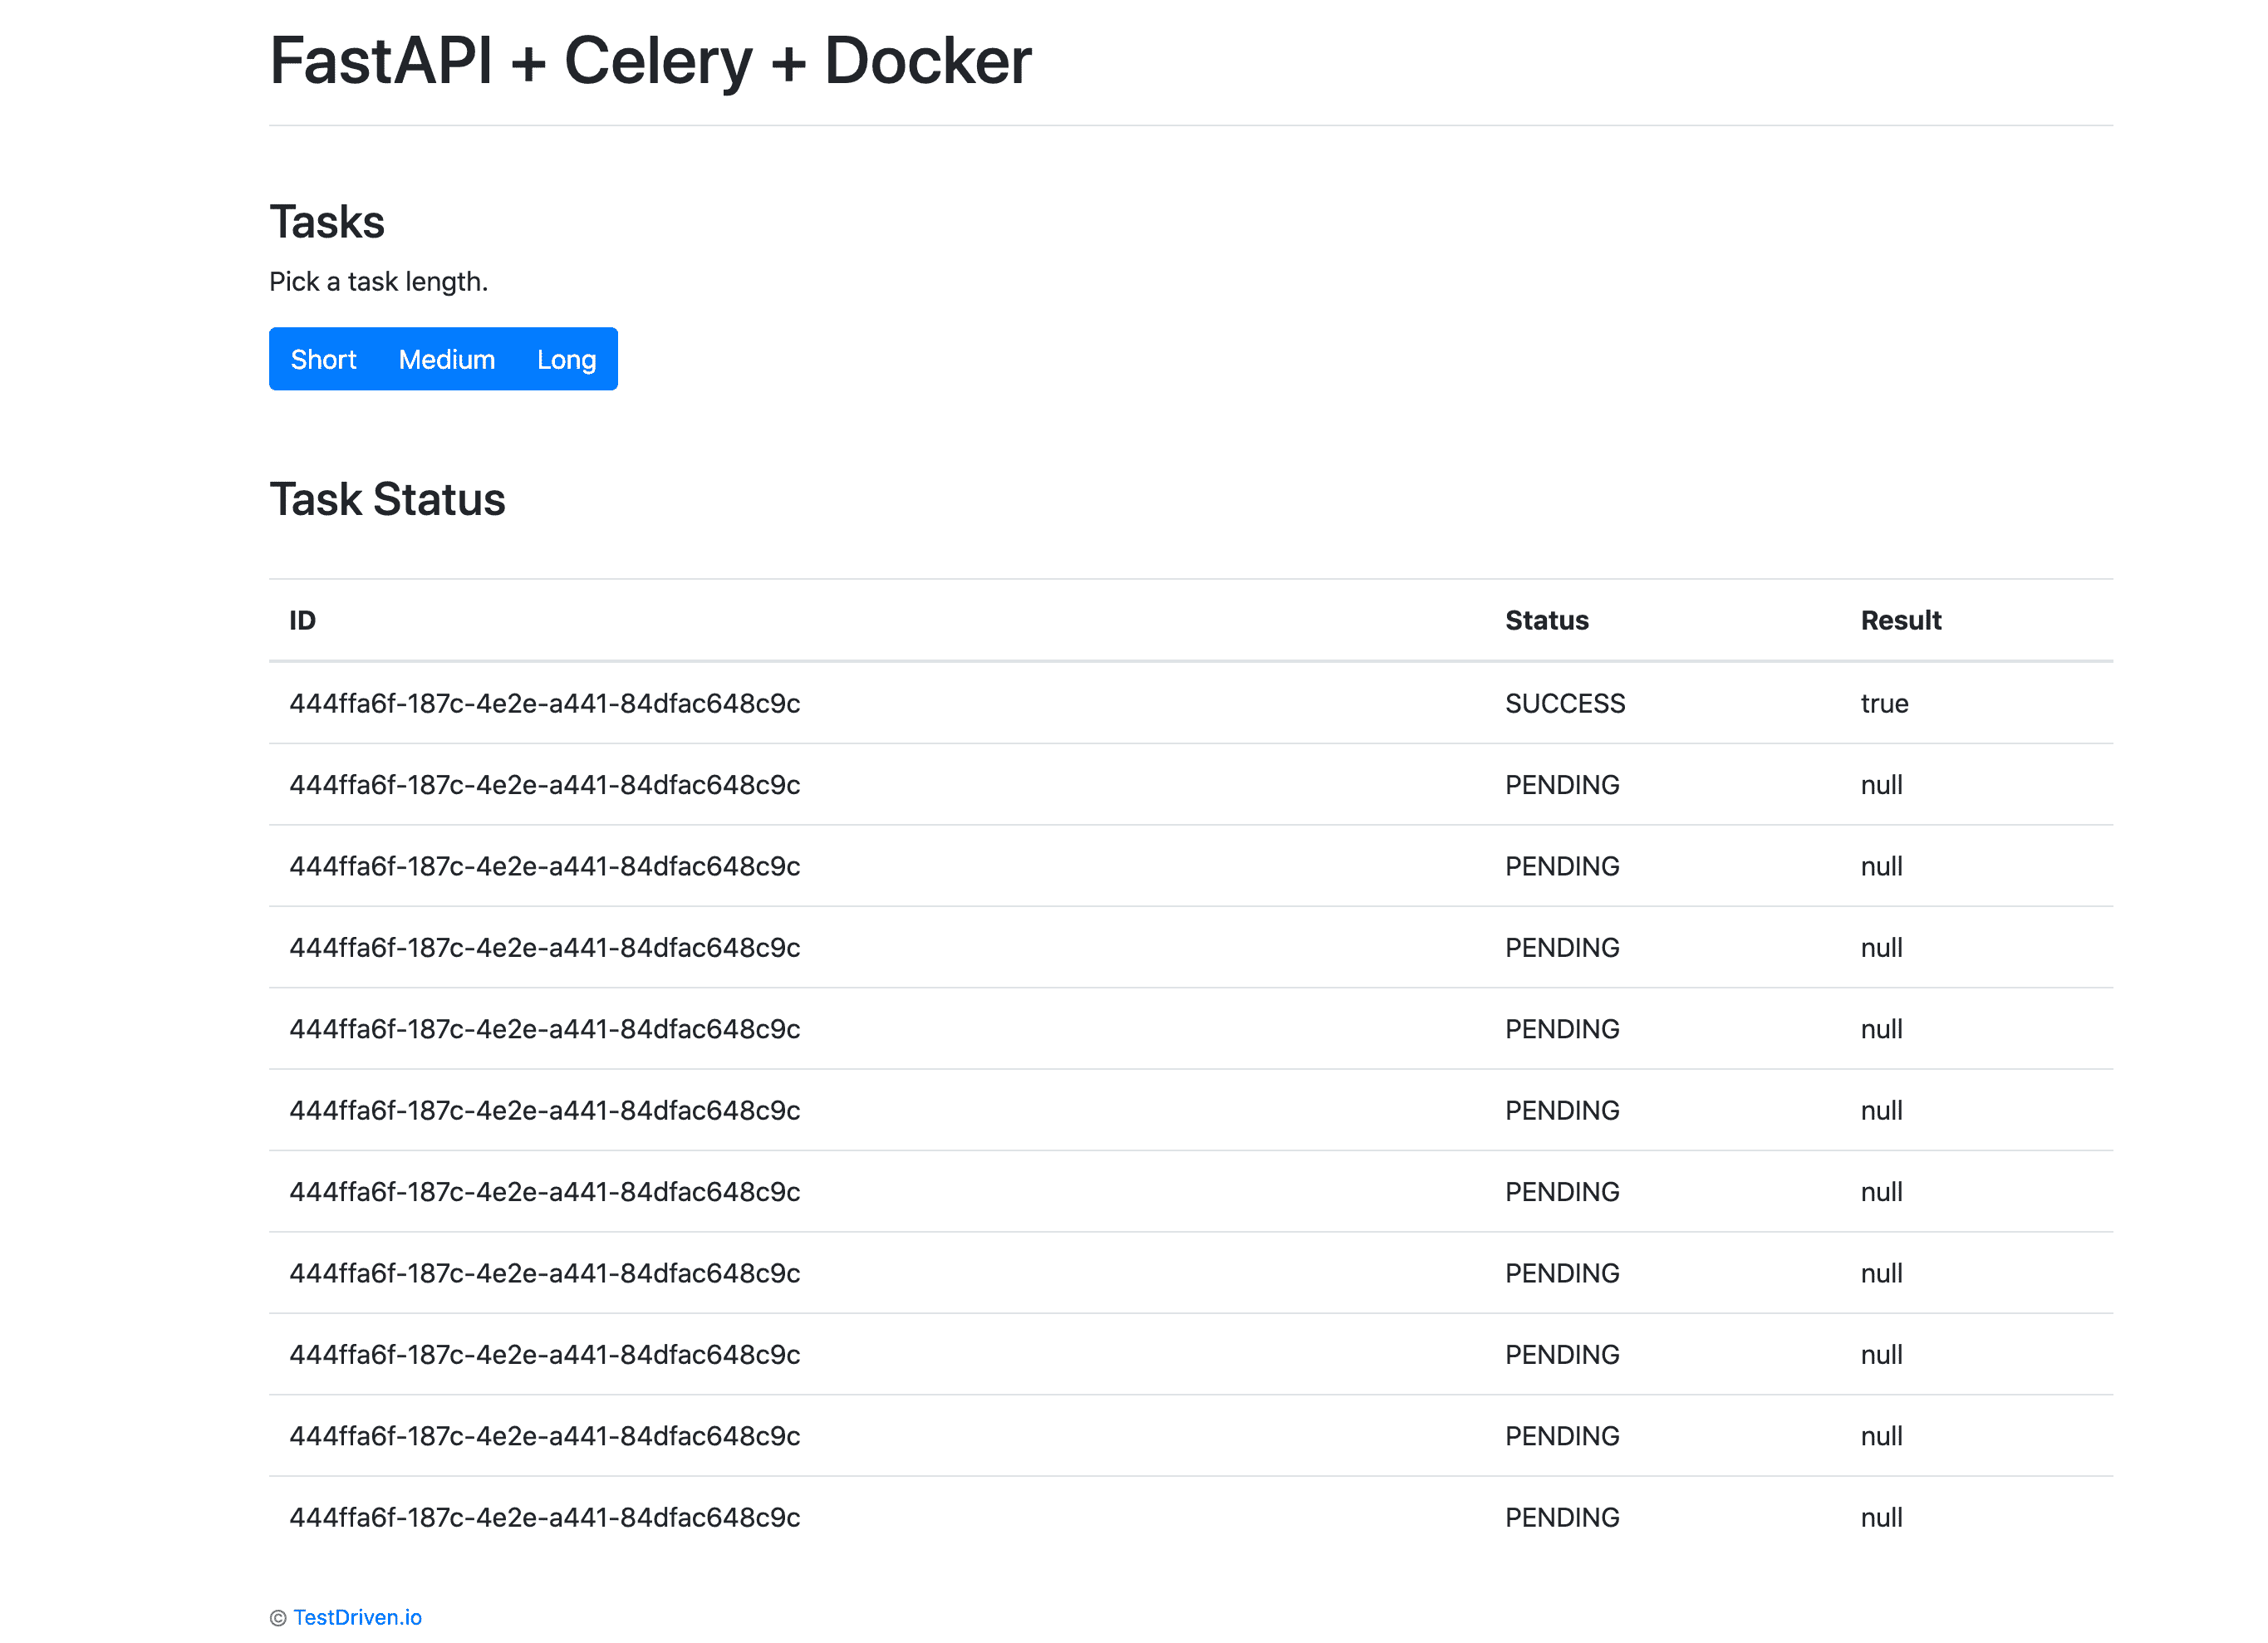 FastAPI + Celery + Docker
Tasks
Pick a task length.
Short Medium Long
Task Status
ID Status Result
444ffa6f-187c-4e2e-a441-84dfac648c9c SUCCESS true
444ffa6f-187c-4e2e-a441-84dfac648c9c PENDING null
444ffa6f-187c-4e2e-a441-84dfac648c9c PENDING null
444ffa6f-187c-4e2e-a441-84dfac648c9c PENDING null
444ffa6f-187c-4e2e-a441-84dfac648c9c PENDING null
444ffa6f-187c-4e2e-a441-84dfac648c9c PENDING null
444ffa6f-187c-4e2e-a441-84dfac648c9c PENDING null
444ffa6f-187c-4e2e-a441-84dfac648c9c PENDING null
444ffa6f-187c-4e2e-a441-84dfac648c9c PENDING null
444ffa6f-187c-4e2e-a441-84dfac648c9c PENDING null
444ffa6f-187c-4e2e-a441-84dfac648c9c PENDING null
© TestDriven.io